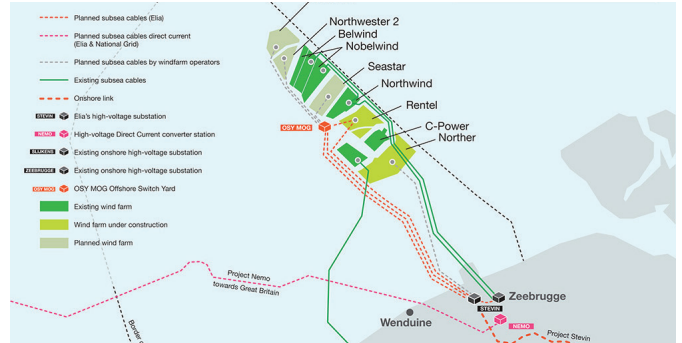 Planned subsea cables (Elia)
Planned subsea cables direct current
(Elia & National Grid)
Planned subsea cables by windfarm operators
Existing subsea cables
Onshore link
STEVIN Elia's high-voltage substation
NEMO High-voltage Direct Current converter station
SLIJKENS Existing onshore high-voltage substation
ZEEBRUGGE Existing onshore high-voltage substation
OSY MOG OSY MOG Offshore Switch Yard
Existing wind farm
Wind farm under construction
Planned wind farm
Northwester 2
Belwind
Nobelwind
Seastar
Northwind
Rentel
C-Power
Norther
OSY MOG
Project Nemo
towards Great Britain
Border
Zeebrugge
STEVIN
Wenduine
NEMO
Project Stevin